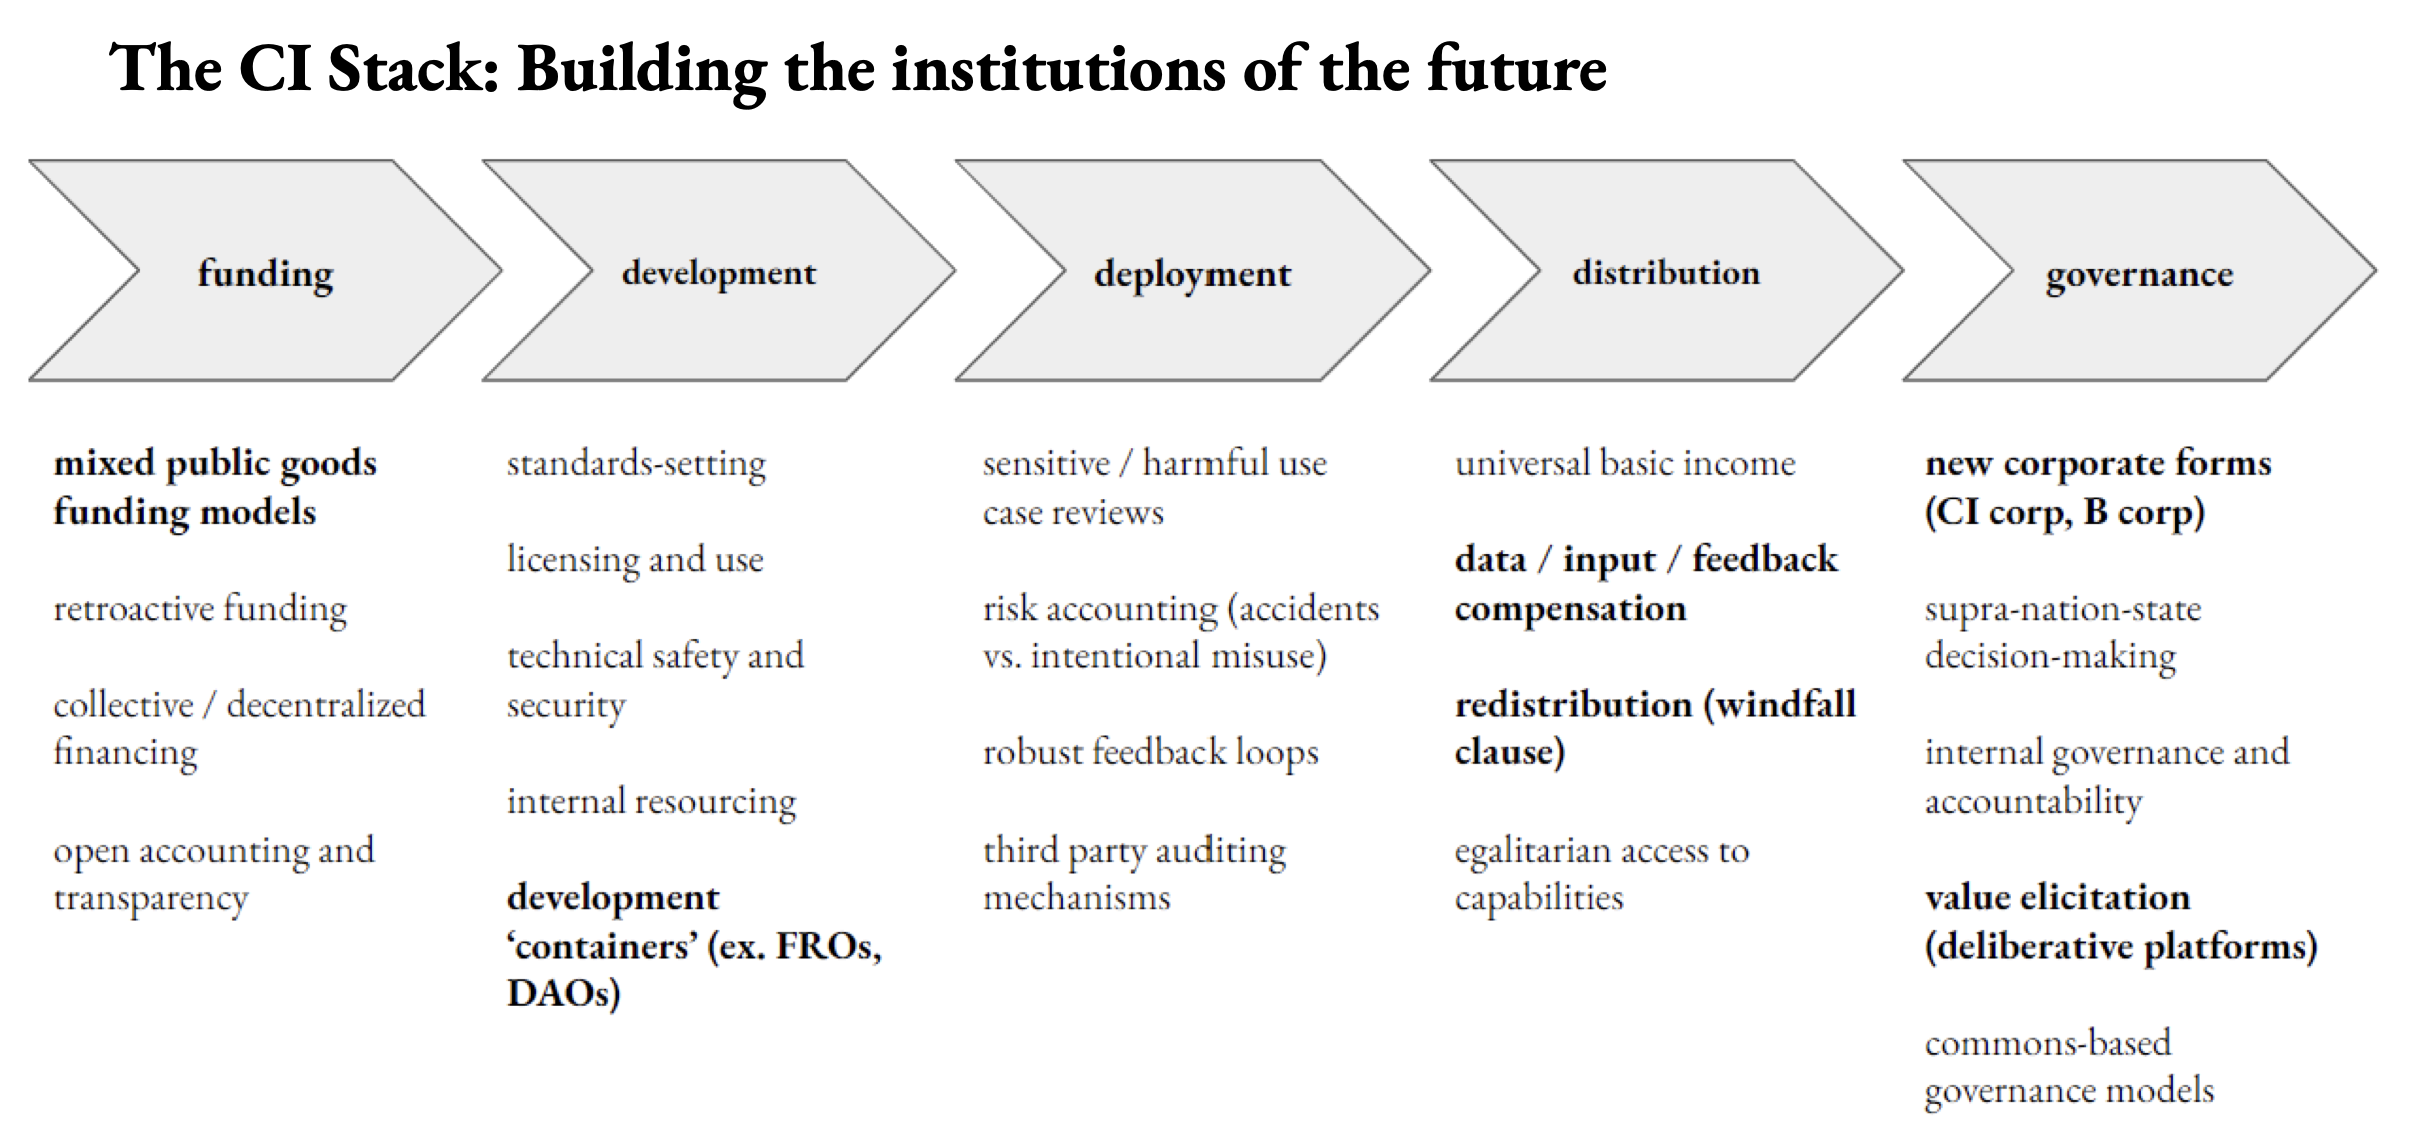 The CI Stack: Building the institutions of the future
funding
development
deployment
distribution
governance
mixed public goods
funding models
retroactive funding
collective / decentralized
financing
open accounting and
transparency
standards-setting
licensing and use
technical safety and
security
internal resourcing
development
‘containers’ (ex. FROs,
DAOs)
sensitive / harmful use
case reviews
risk accounting (accidents
vs. intentional misuse)
robust feedback loops
third party auditing
mechanisms
universal basic income
data / input / feedback
compensation
redistribution (windfall
clause)
egalitarian access to
capabilities
new corporate forms
(CI corp, B corp)
supra-nation-state
decision-making
internal governance and
accountability
value elicitation
(deliberative platforms)
commons-based
governance models